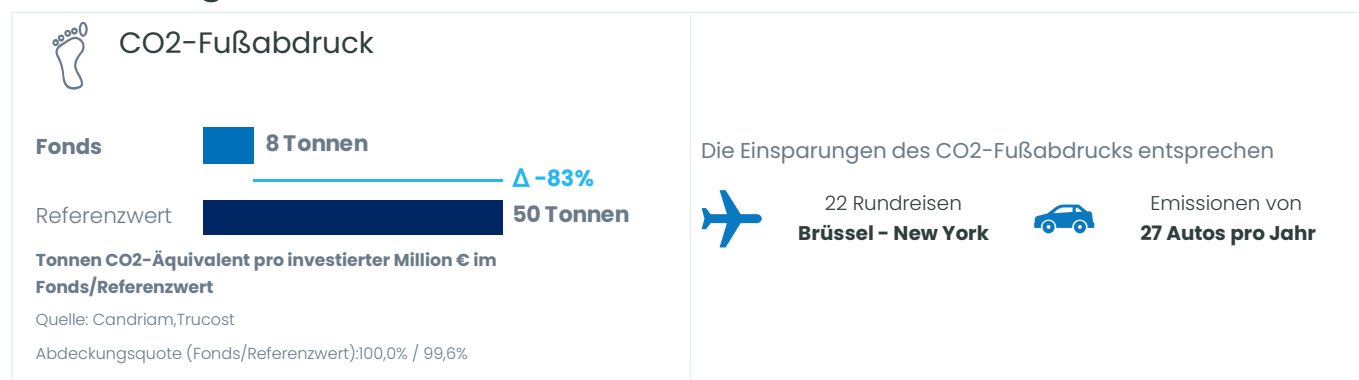 CO2-Fußabdruck
Fonds
8 Tonnen
Δ -83%
Referenzwert
50 Tonnen
Tonnen CO2-Äquivalent pro investierter Million € im
Fonds/Referenzwert
Quelle: Candriam,Trucost
Abdeckungsquote (Fonds/Referenzwert):100,0% / 99,6%
Die Einsparungen des CO2-Fußabdrucks entsprechen
22 Rundreisen
Brüssel - New York
Emissionen von
27 Autos pro Jahr